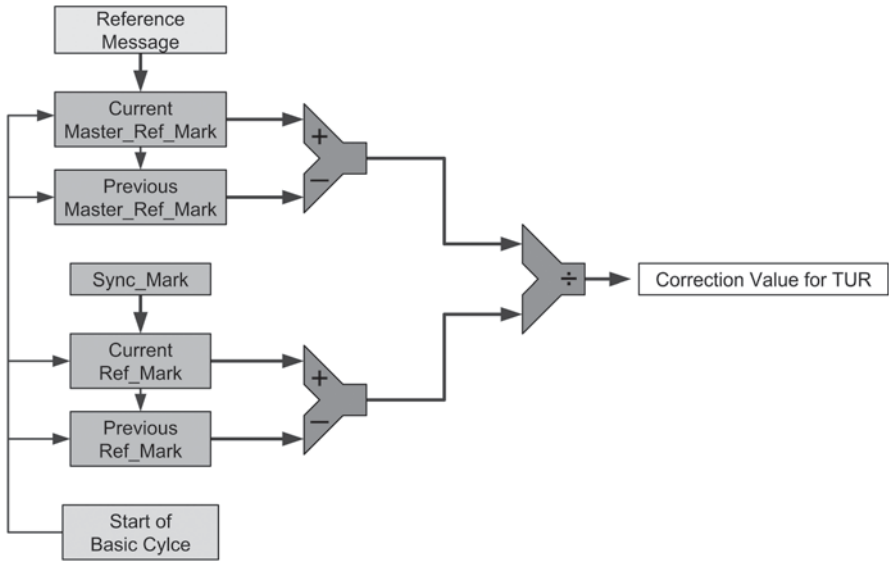 Reference
Message
Current
Master_Ref_Mark
Previous
Master_Ref_Mark
+
−
Sync_Mark
Current
Ref_Mark
Previous
Ref_Mark
+
−
÷
Correction Value for TUR
Start of
Basic Cylce